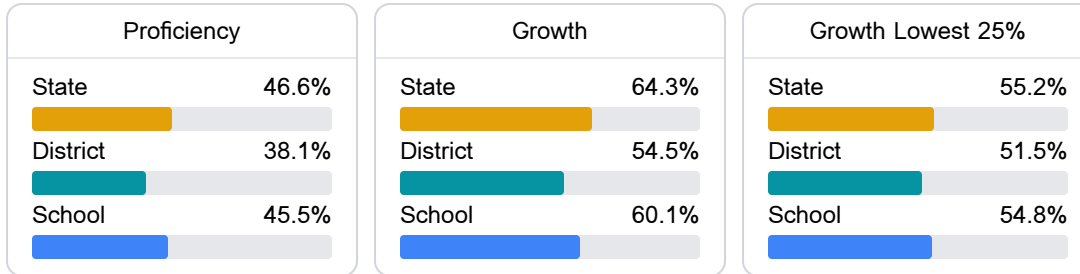 Proficiency
State 46.6%
District 38.1%
School 45.5%
Growth
State 64.3%
District 54.5%
School 60.1%
Growth Lowest 25%
State 55.2%
District 51.5%
School 54.8%